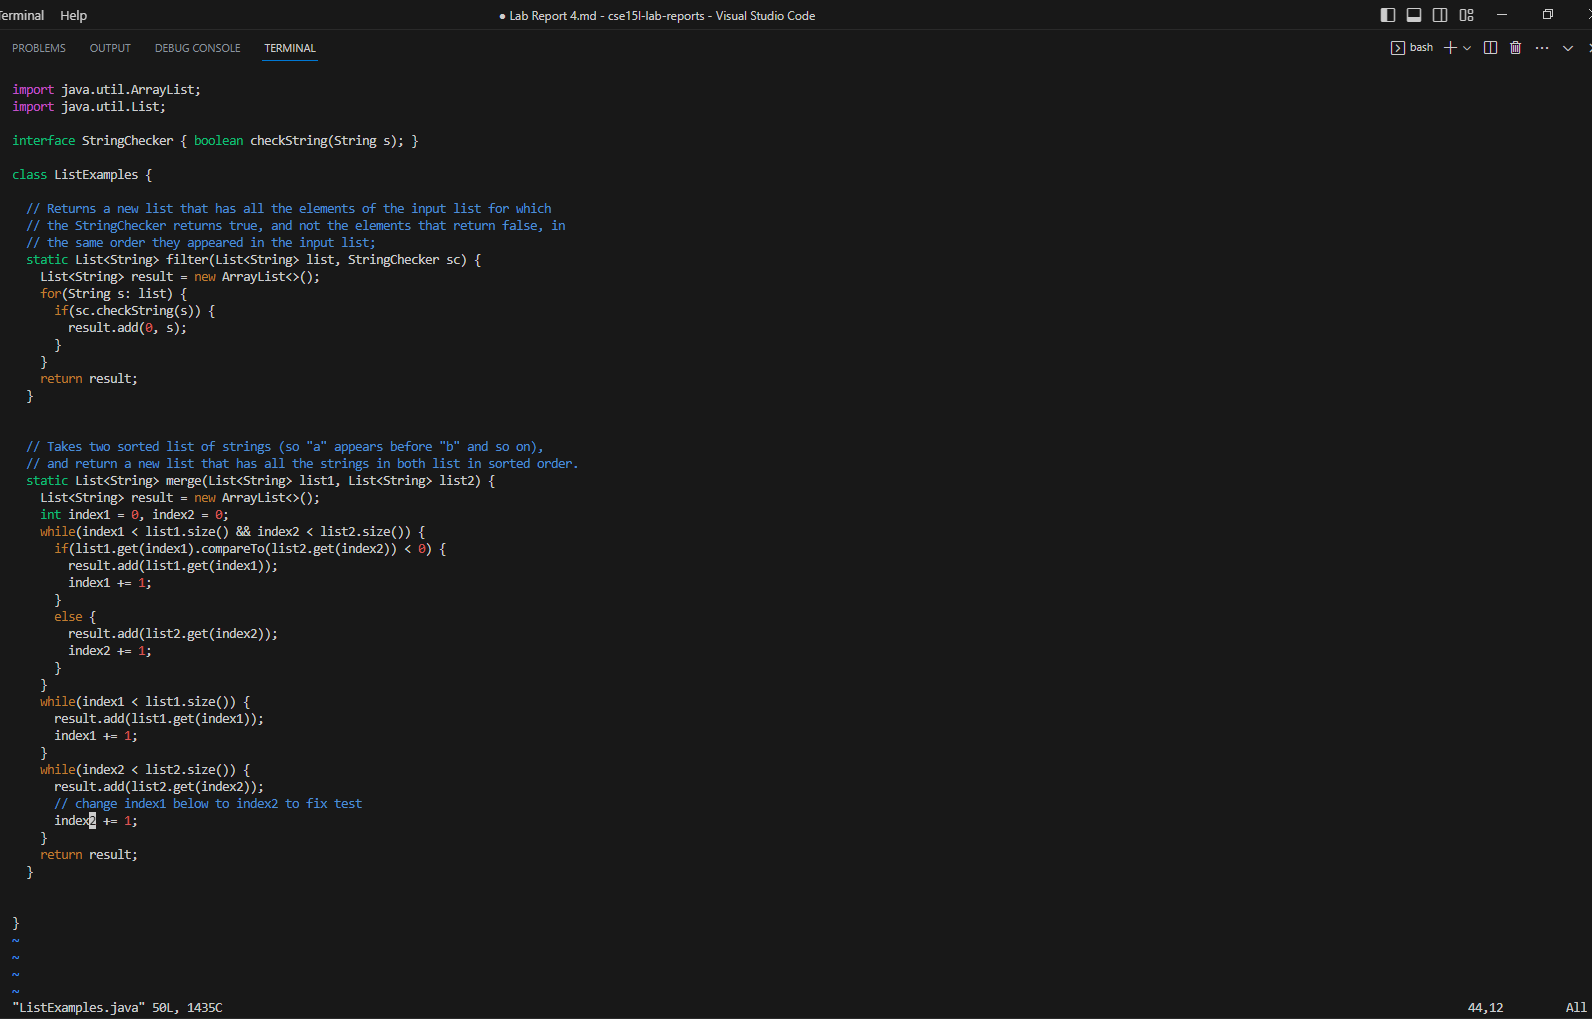 Terminal Help ● Lab Report 4.md - cse15l-lab-reports - Visual Studio Code
PROBLEMS OUTPUT DEBUG CONSOLE TERMINAL bash
import java.util.ArrayList;
import java.util.List;
interface StringChecker { boolean checkString(String s); }
class ListExamples {
  // Returns a new list that has all the elements of the input list for which
  // the StringChecker returns true, and not the elements that return false, in
  // the same order they appeared in the input list;
  static List<String> filter(List<String> list, StringChecker sc) {
    List<String> result = new ArrayList<>();
    for(String s: list) {
      if(sc.checkString(s)) {
        result.add(0, s);
      }
    }
    return result;
  }
  // Takes two sorted list of strings (so "a" appears before "b" and so on),
  // and return a new list that has all the strings in both list in sorted order.
  static List<String> merge(List<String> list1, List<String> list2) {
    List<String> result = new ArrayList<>();
    int index1 = 0, index2 = 0;
    while(index1 < list1.size() && index2 < list2.size()) {
      if(list1.get(index1).compareTo(list2.get(index2)) < 0) {
        result.add(list1.get(index1));
        index1 += 1;
      }
      else {
        result.add(list2.get(index2));
        index2 += 1;
      }
    }
    while(index1 < list1.size()) {
      result.add(list1.get(index1));
      index1 += 1;
    }
    while(index2 < list2.size()) {
      result.add(list2.get(index2));
      // change index1 below to index2 to fix test
      index2 += 1;
    }
    return result;
  }
}
~
~
~
~
"ListExamples.java" 50L, 1435C 44,12 All